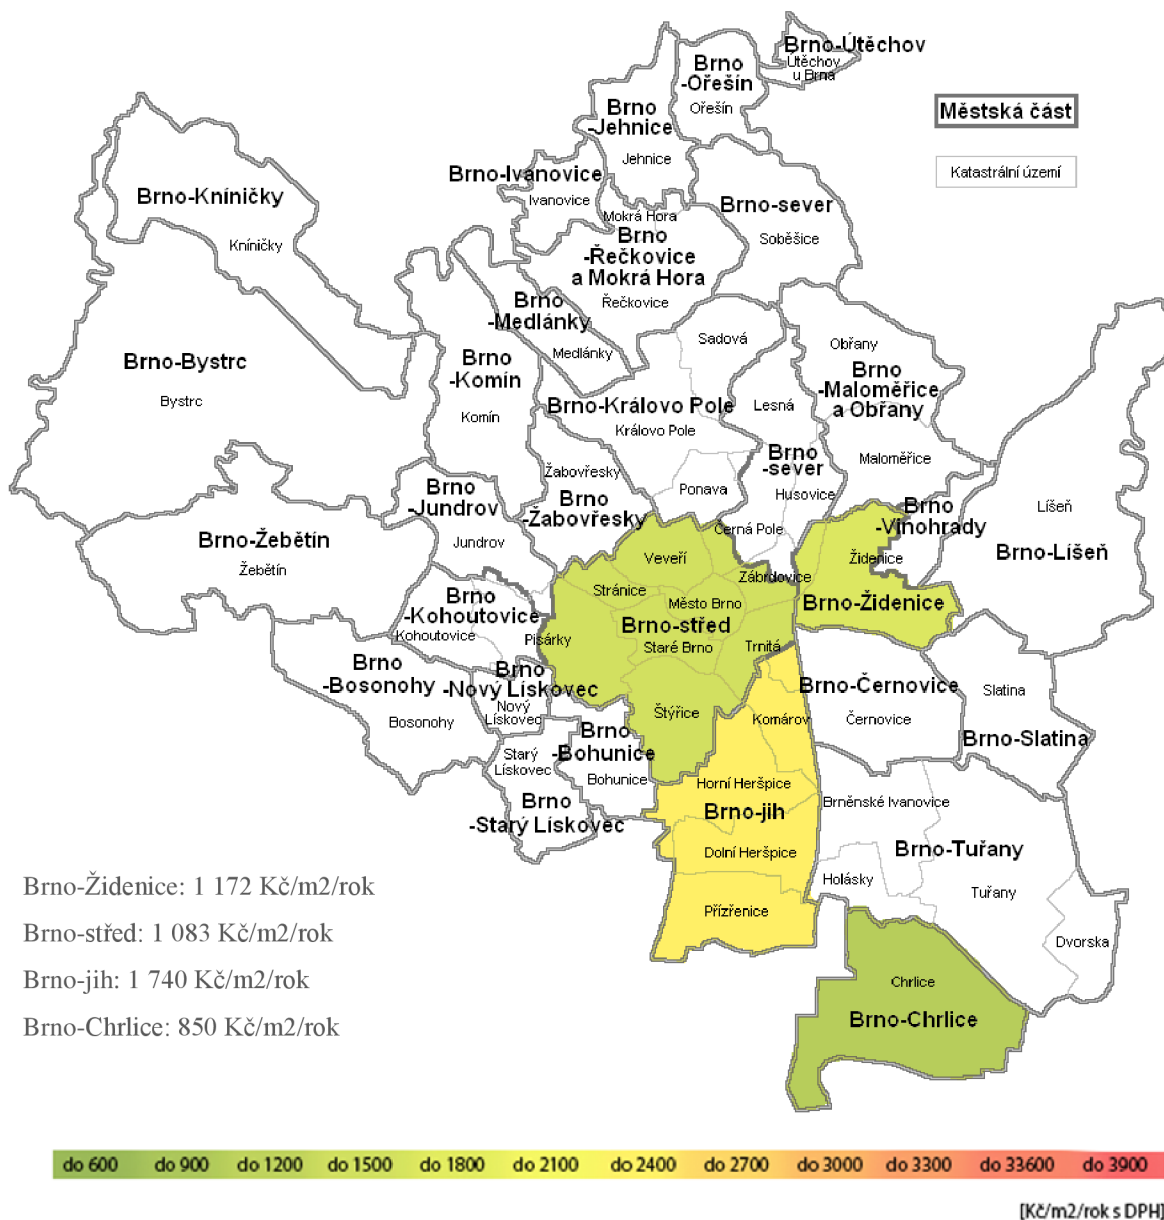 Brno-Útěchov
Útěchov
u Brna
Brno
-Ořešín
Ořešín
Městská část
Katastrální území
Brno
-Jehnice
Jehnice
Brno-Ivanovice
Ivanovice
Brno-Kníničky
Kníničky
Brno-sever
Soběšice
Mokrá Hora
Brno
-Řečkovice
a Mokrá Hora
Řečkovice
Brno
-Medlánky
Medlánky
Sadová
Obřany
Brno
-Maloměřice
a Obřany
Maloměřice
Brno-Bystrc
Bystrc
Brno
-Komín
Komín
Brno-Královo Pole
Královo Pole
Lesná
Brno
-sever
Husovice
Ponava
Černá Pole
Žabovřesky
Brno
-Žabovřesky
Brno
-Jundrov
Jundrov
Brno-Žebětín
Žebětín
Brno
-Vinohrady
Líšeň
Brno-Líšeň
Židenice
Brno-Židenice
Veveří
Zábrdovice
Stránice
Město Brno
Brno-střed
Staré Brno
Trnitá
Pisárky
Štýřice
Brno
-Kohoutovice
Kohoutovice
Brno
-Bosonohy
Bosonohy
Brno
-Nový Lískovec
Nový
Lískovec
Starý
Lískovec
Brno
-Starý Lískovec
Brno
-Bohunice
Bohunice
Brno-Černovice
Černovice
Slatina
Brno-Slatina
Komárov
Horní Heršpice
Brno-jih
Dolní Heršpice
Přízřenice
Brněnské Ivanovice
Brno-Tuřany
Holásky
Tuřany
Dvorska
Chrlice
Brno-Chrlice
Brno-Židenice: 1 172 Kč/m2/rok
Brno-střed: 1 083 Kč/m2/rok
Brno-jih: 1 740 Kč/m2/rok
Brno-Chrlice: 850 Kč/m2/rok
do 600 do 900 do 1200 do 1500 do 1800 do 2100 do 2400 do 2700 do 3000 do 3300 do 33600 do 3900
[Kč/m2/rok s DPH]